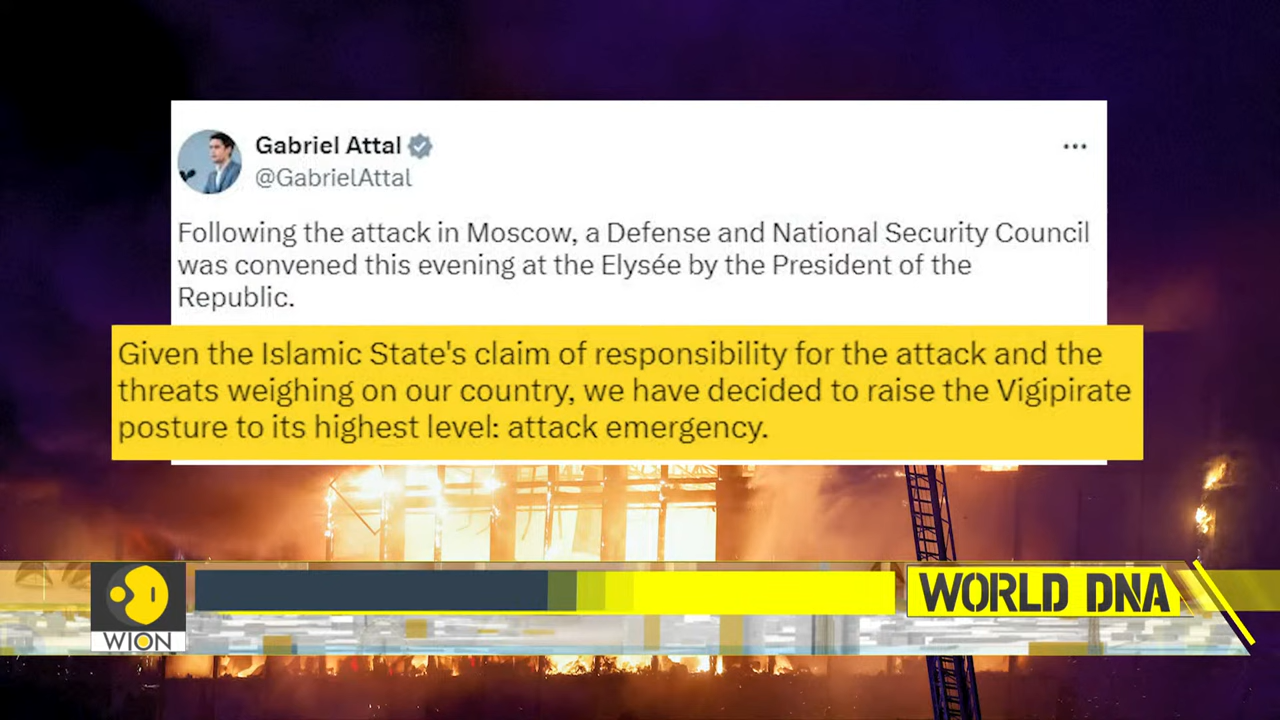 Gabriel Attal
@GabrielAttal
Following the attack in Moscow, a Defense and National Security Council
was convened this evening at the Elysée by the President of the
Republic.
Given the Islamic State's claim of responsibility for the attack and the
threats weighing on our country, we have decided to raise the Vigipirate
posture to its highest level: attack emergency.
WION
WORLD DNA